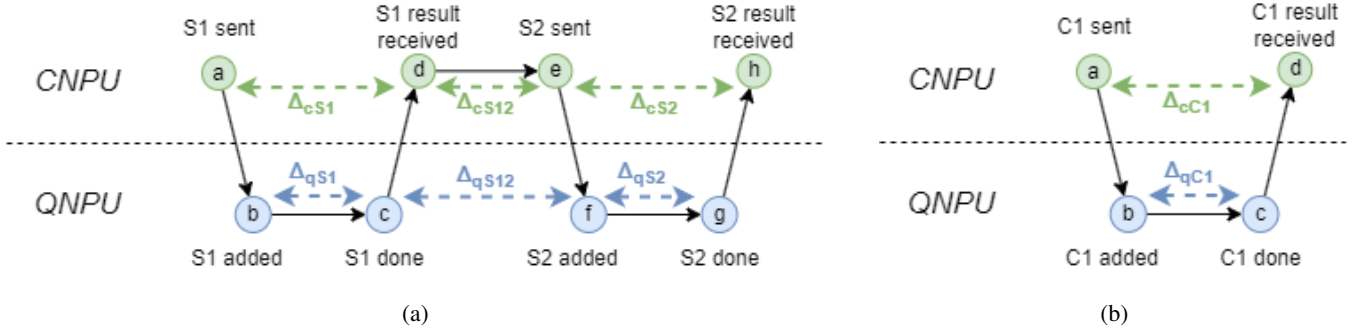 S1 sent
S1 result
received
S2 sent
S2 result
received
CNPU
a
d
e
h
ΔcS1
Δ cS12
ΔcS2
QNPU
ΔqS1
ΔqS12
ΔqS2
b
c
f
g
S1 added
S1 done
S2 added
S2 done
(a)
C1 sent
C1 result
received
CNPU
a
d
ΔcC1
QNPU
ΔqC1
b
c
C1 added
C1 done
(b)